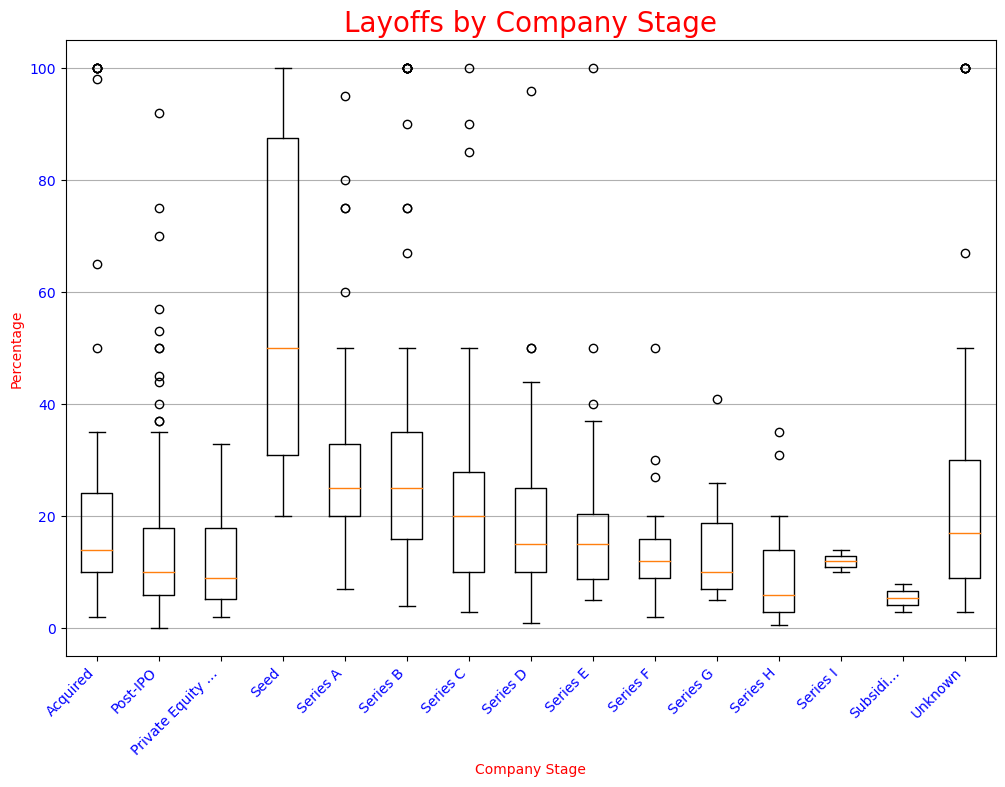 Layoffs by Company Stage
Percentage
100
80
60
40
20
0
Acquired
Post-IPO
Private Equity ...
Seed
Series A
Series B
Series C
Series D
Series E
Series F
Series G
Series H
Series I
Subsidi...
Unknown
Company Stage